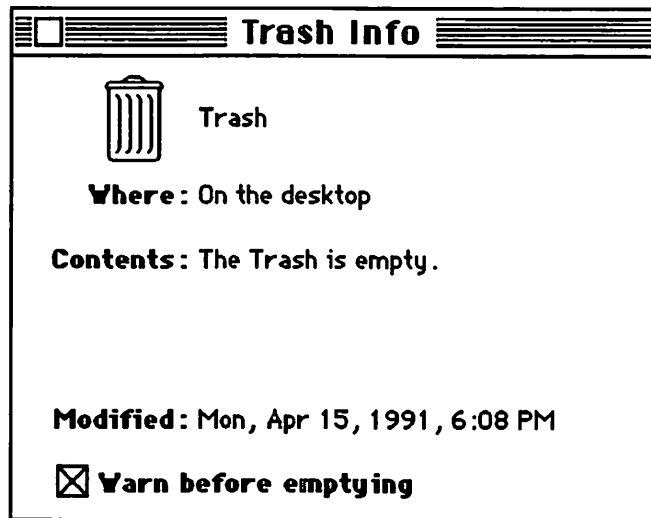 Trash Info
Trash
Where: On the desktop
Contents: The Trash is empty.
Modified: Mon, Apr 15, 1991, 6:08 PM
Warn before emptying